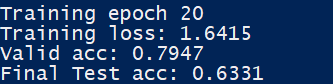 Training epoch 20
Training loss: 1.6415
Valid acc: 0.7947
Final Test acc: 0.6331